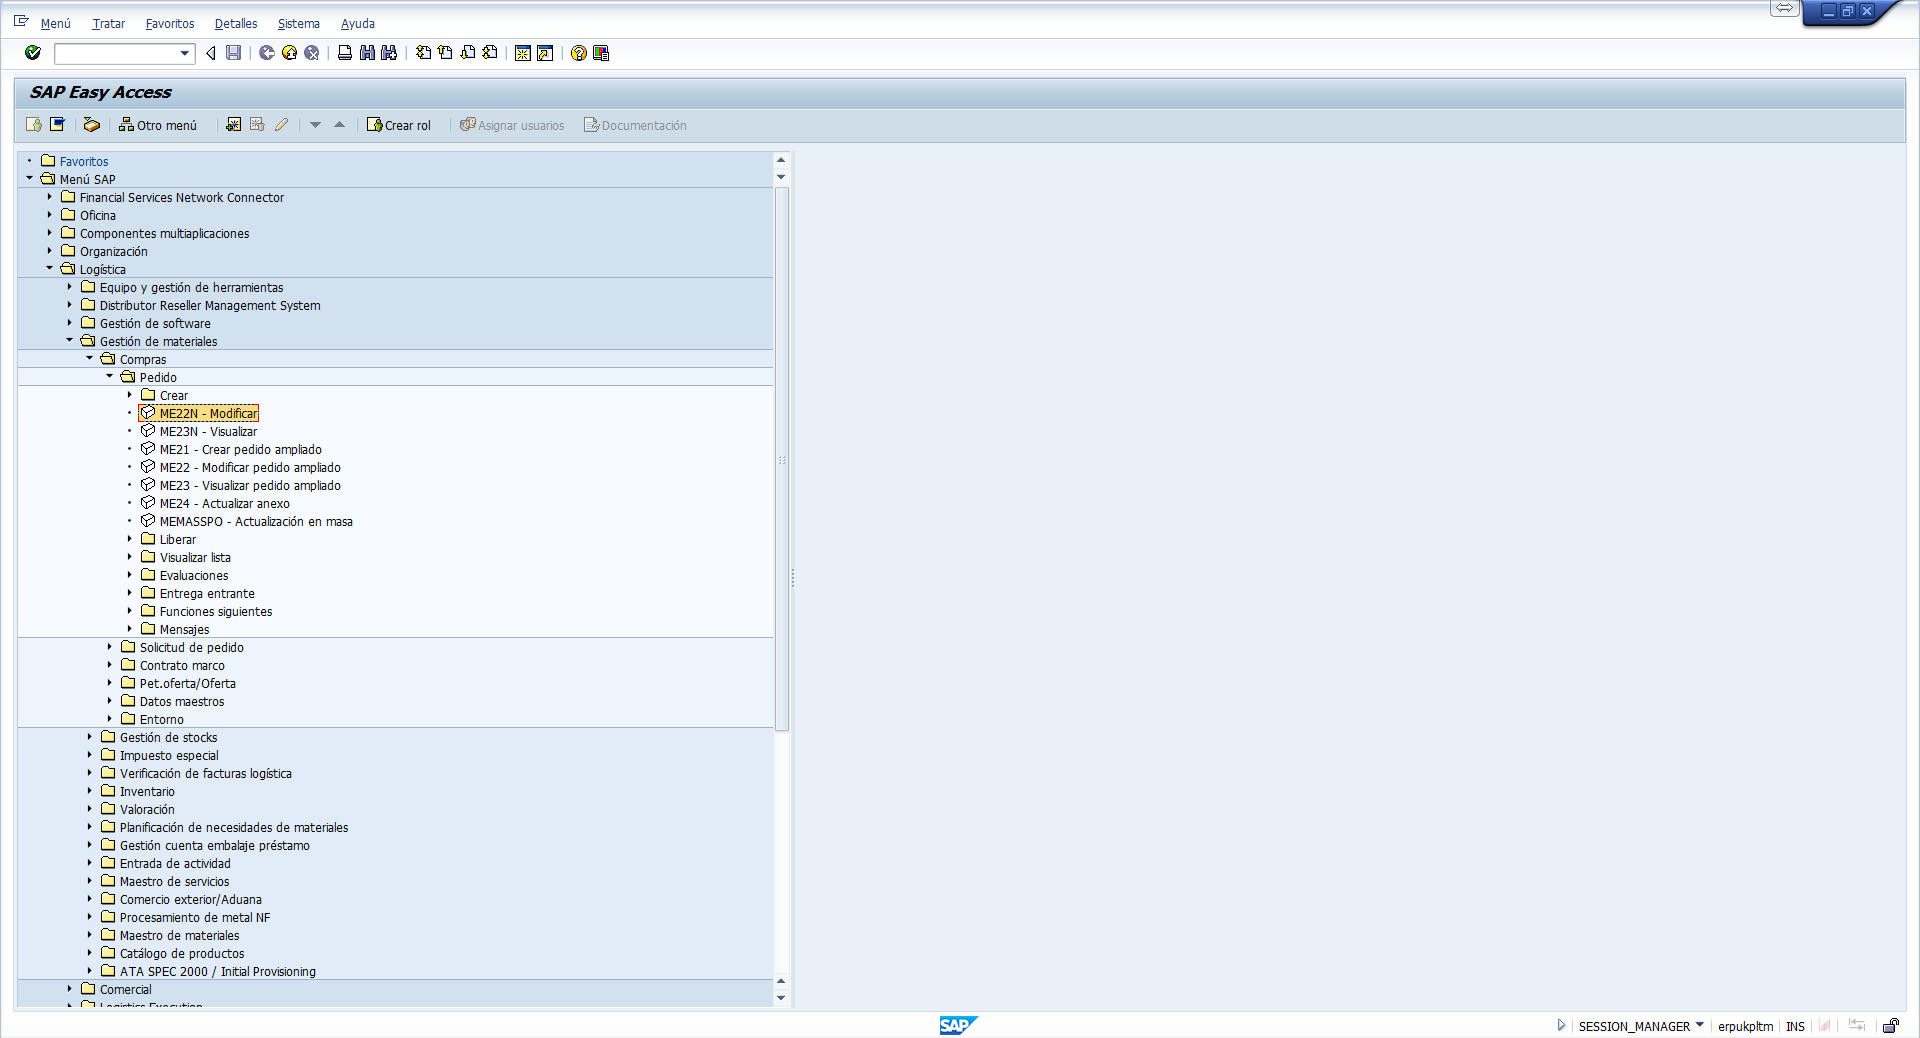 Menú Tratar Favoritos Detalles Sistema Ayuda
SAP Easy Access
Otro menú Crear rol Asignar usuarios Documentación
Favoritos
Menú SAP
Financial Services Network Connector
Oficina
Componentes multiaplicaciones
Organización
Logística
Equipo y gestión de herramientas
Distributor Reseller Management System
Gestión de software
Gestión de materiales
Compras
Pedido
Crear
ME22N - Modificar
ME23N - Visualizar
ME21 - Crear pedido ampliado
ME22 - Modificar pedido ampliado
ME23 - Visualizar pedido ampliado
ME24 - Actualizar anexo
MEMASSPO - Actualización en masa
Liberar
Visualizar lista
Evaluaciones
Entrega entrante
Funciones siguientes
Mensajes
Solicitud de pedido
Contrato marco
Pet.oferta/Oferta
Datos maestros
Entorno
Gestión de stocks
Impuesto especial
Verificación de facturas logística
Inventario
Valoración
Planificación de necesidades de materiales
Gestión cuenta embalaje préstamo
Entrada de actividad
Maestro de servicios
Comercio exterior/Aduana
Procesamiento de metal NF
Maestro de materiales
Catálogo de productos
ATA SPEC 2000 / Initial Provisioning
Comercial
Logistics Execution
SAP
SESSION_MANAGER erpukpltm INS